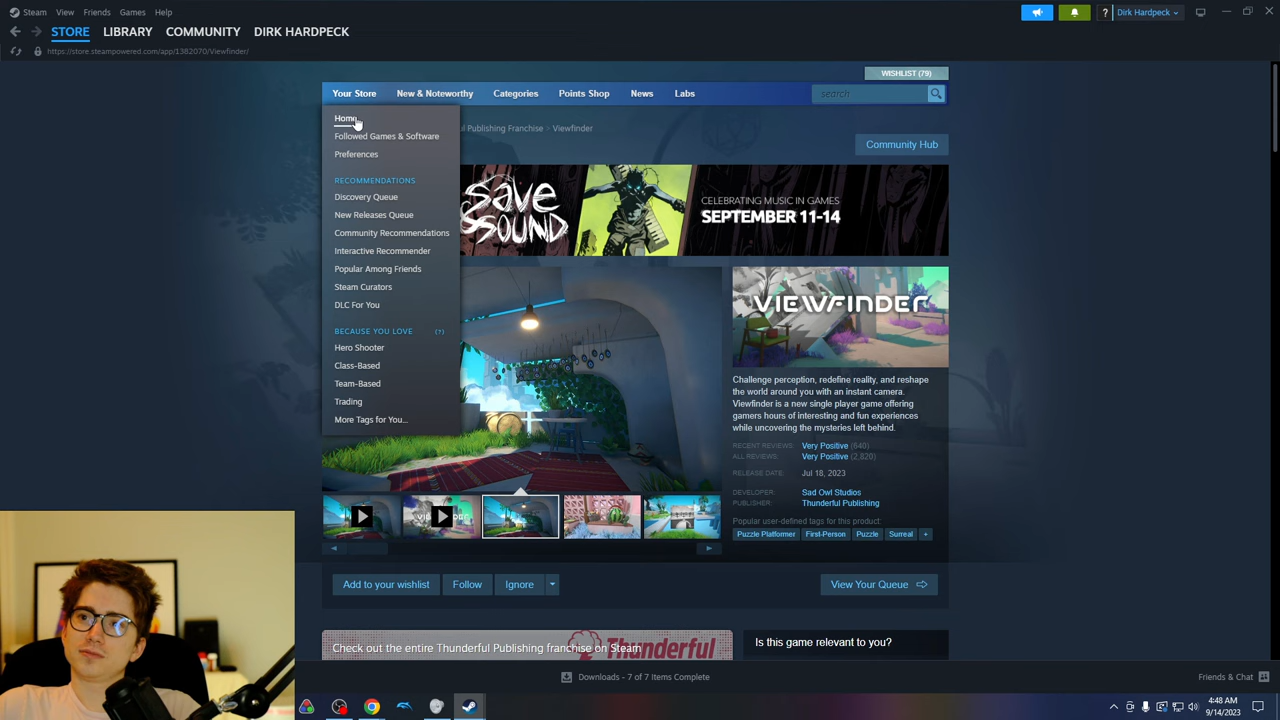 Steam View Friends Games Help
? Dirk Hardpeck
STORE LIBRARY COMMUNITY DIRK HARDPECK
https://store.steampowered.com/app/1382070/Viewfinder/
WISHLIST (79)
Your Store New & Noteworthy Categories Points Shop News Labs search
Home
Followed Games & Software
Preferences
RECOMMENDATIONS
Discovery Queue
New Releases Queue
Community Recommendations
Interactive Recommender
Popular Among Friends
Steam Curators
DLC For You
BECAUSE YOU LOVE (?)
Hero Shooter
Class-Based
Team-Based
Trading
More Tags for You...
Publishing Franchise > Viewfinder
Community Hub
SAVE
SOUND
CELEBRATING MUSIC IN GAMES
SEPTEMBER 11-14
VIEWFINDER
Challenge perception, redefine reality, and reshape
the world around you with an instant camera.
Viewfinder is a new single player game offering
gamers hours of interesting and fun experiences
while uncovering the mysteries left behind.
RECENT REVIEWS: Very Positive (640)
ALL REVIEWS: Very Positive (2,820)
RELEASE DATE: Jul 18, 2023
DEVELOPER: Sad Owl Studios
PUBLISHER: Thunderful Publishing
Popular user-defined tags for this product:
Puzzle Platformer First-Person Puzzle Surreal +
Add to your wishlist Follow Ignore View Your Queue
Check out the entire Thunderful Publishing franchise on Steam
Thunderful
Is this game relevant to you?
Downloads - 7 of 7 Items Complete
Friends & Chat
4:48 AM
9/14/2023